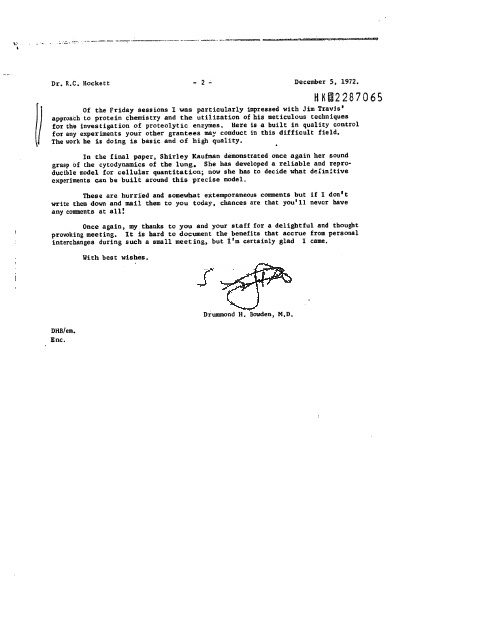 Dr. R.C. Hockett - 2 - December 5, 1972.
HK02287065
Of the Friday sessions I was particularly impressed with Jim Travis'
approach to protein chemistry and the utilization of his meticulous techniques
for the investigation of proteolytic enzymes. Here is a built in quality control
for any experiments your other grantees may conduct in this difficult field.
The work he is doing is basic and of high quality.
In the final paper, Shirley Kaufman demonstrated once again her sound
grasp of the cytodynamics of the lung. She has developed a reliable and repro-
ducible model for cellular quantitation; now she has to decide what definitive
experiments can be built around this precise model.
These are hurried and somewhat extemporaneous comments but if I don't
write them down and mail them to you today, chances are that you'll never have
any comments at all!
Once again, my thanks to you and your staff for a delightful and thought
provoking meeting. It is hard to document the benefits that accrue from personal
interchanges during such a small meeting, but I'm certainly glad I came.
With best wishes.
Drummond H. Bowden, M.D.
DHB/em.
Enc.